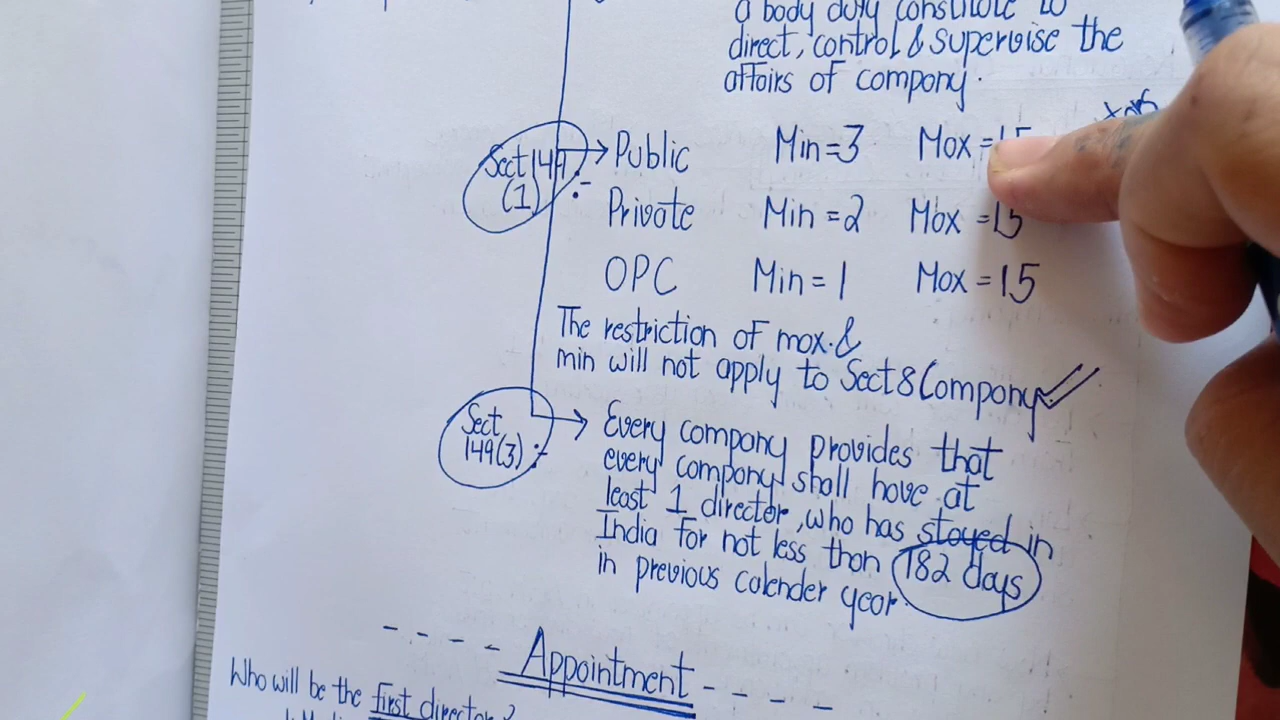 a body duly constitute to
direct, control & supervise the
affairs of company.
Sect 149
(1) :-
Public Min = 3 Max = 15
Private Min = 2 Max = 15
OPC Min = 1 Max = 15
The restriction of max. &
min will not apply to Sect 8 Company
Sect
149(3) :-
Every company provides that
every company shall have at
least 1 director, who has stayed in
India for not less than 182 days
in previous calender year.
- - - - Appointment - - - -
Who will be the first director?